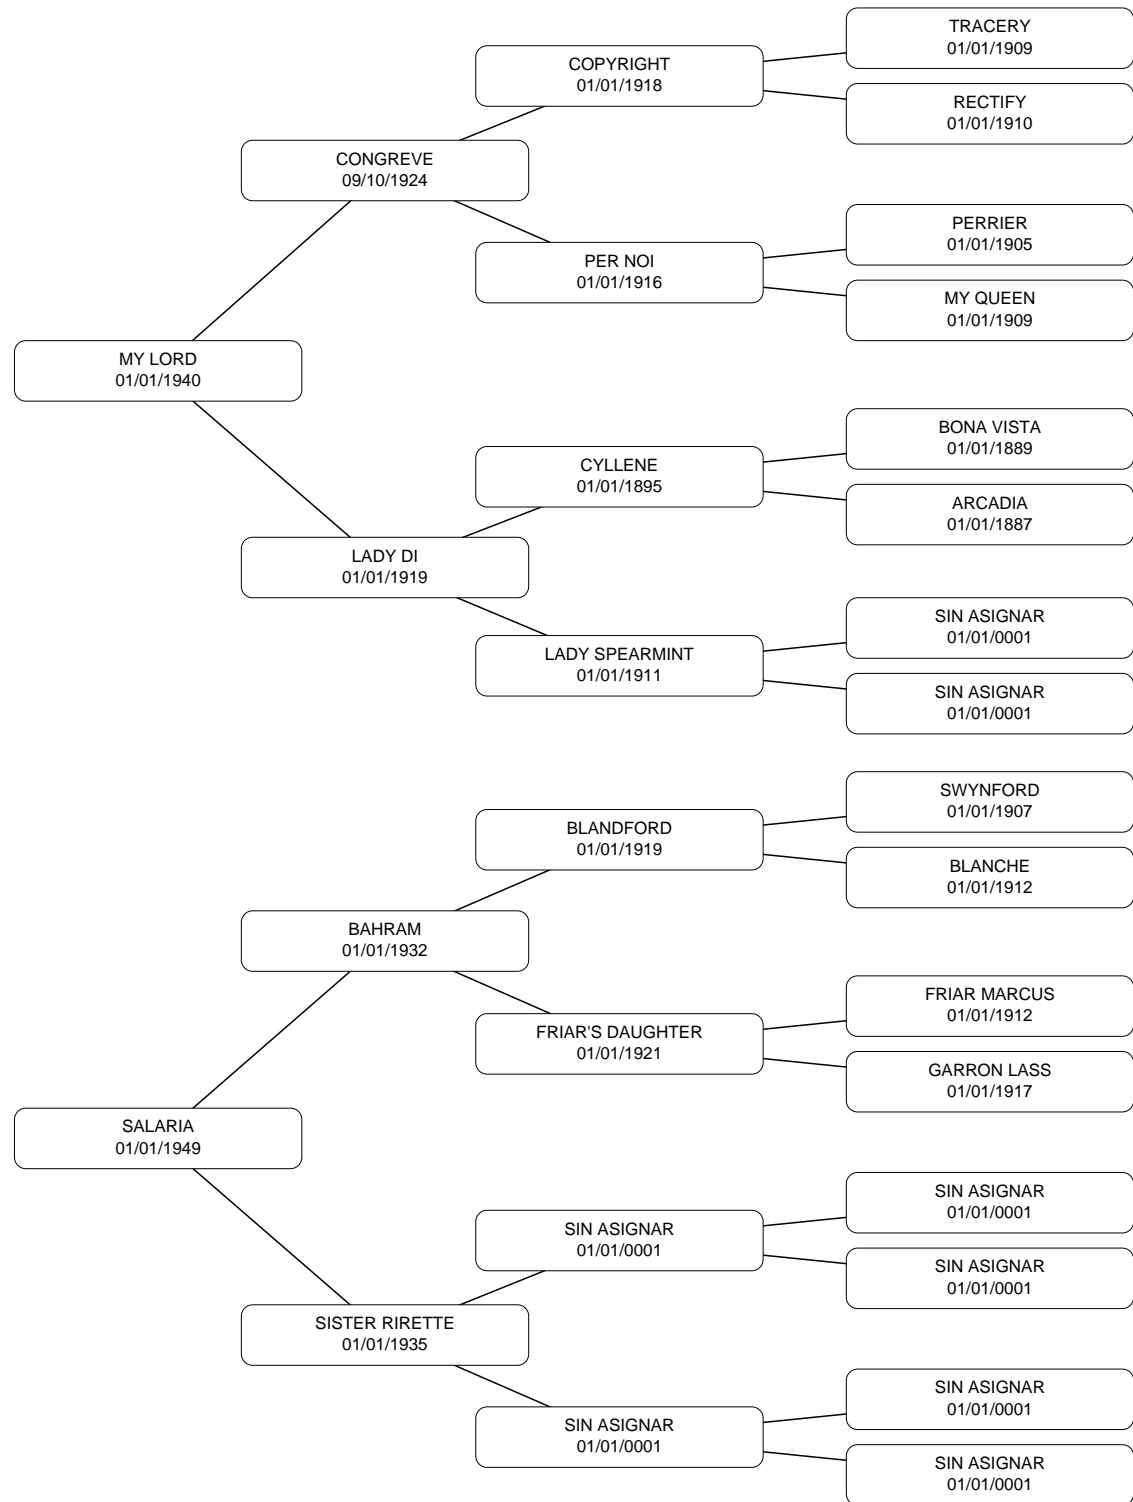 TRACERY
01/01/1909
COPYRIGHT
01/01/1918
RECTIFY
01/01/1910
CONGREVE
09/10/1924
PERRIER
01/01/1905
PER NOI
01/01/1916
MY QUEEN
01/01/1909
MY LORD
01/01/1940
BONA VISTA
01/01/1889
CYLLENE
01/01/1895
ARCADIA
01/01/1887
LADY DI
01/01/1919
SIN ASIGNAR
01/01/0001
LADY SPEARMINT
01/01/1911
SIN ASIGNAR
01/01/0001
SWYNFORD
01/01/1907
BLANDFORD
01/01/1919
BLANCHE
01/01/1912
BAHRAM
01/01/1932
FRIAR MARCUS
01/01/1912
FRIAR'S DAUGHTER
01/01/1921
GARRON LASS
01/01/1917
SALARIA
01/01/1949
SIN ASIGNAR
01/01/0001
SIN ASIGNAR
01/01/0001
SIN ASIGNAR
01/01/0001
SISTER RIRETTE
01/01/1935
SIN ASIGNAR
01/01/0001
SIN ASIGNAR
01/01/0001
SIN ASIGNAR
01/01/0001